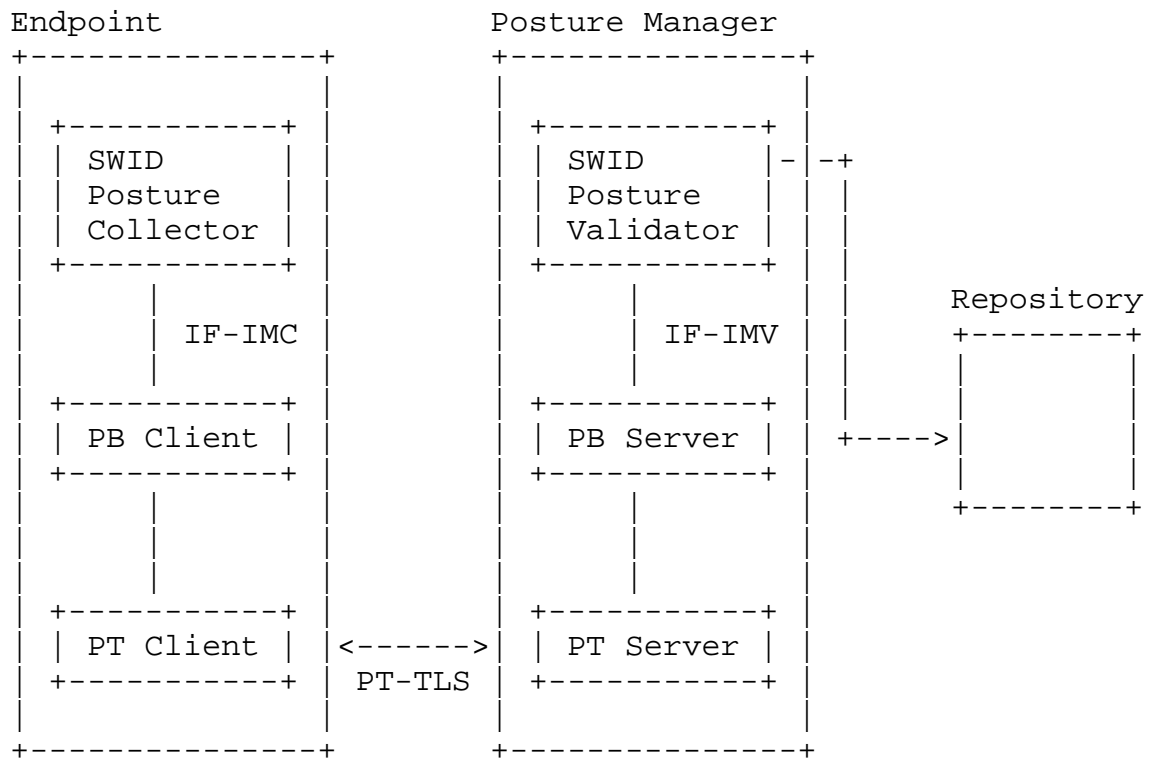 Endpoint Posture Manager
SWID SWID
Posture Posture
Collector Validator
Repository
IF-IMC IF-IMV
PB Client PB Server
PT Client PT Server
PT-TLS